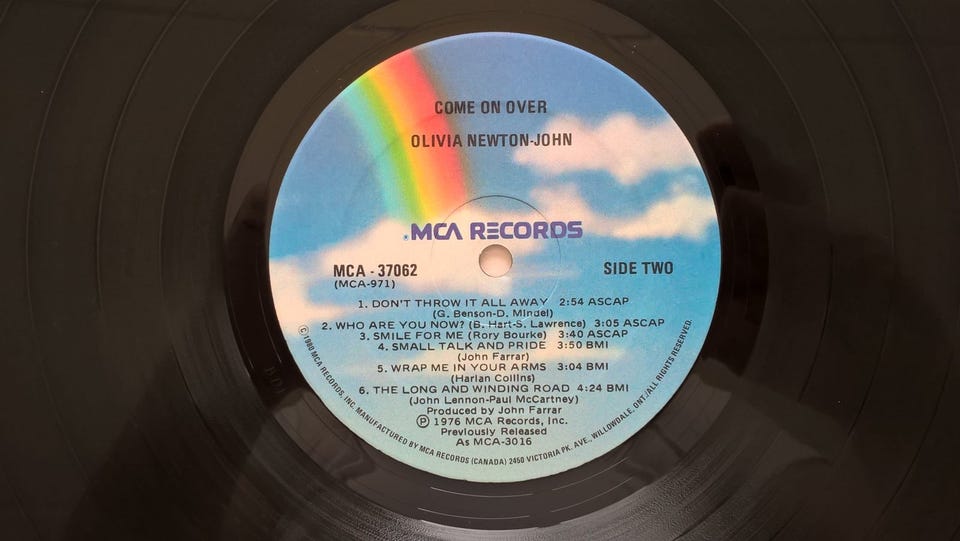 COME ON OVER
OLIVIA NEWTON-JOHN
MCA RECORDS
MCA - 37062
(MCA-971)
SIDE TWO
1. DON'T THROW IT ALL AWAY 2:54 ASCAP
(G. Benson-D. Minuel)
2. WHO ARE YOU NOW? (B. Hart-S. Lawrence) 3:05 ASCAP
3. SMILE FOR ME (Rory Bourke) 3:40 ASCAP
4. SMALL TALK AND PRIDE 3:50 BMI
(John Farrar)
5. WRAP ME IN YOUR ARMS 3:04 BMI
(Harlan Collins)
6. THE LONG AND WINDING ROAD 4:24 BMI
(John Lennon-Paul McCartney)
Produced by John Farrar
Ⓟ 1976 MCA Records, Inc.
Previously Released
As MCA-3016
©1980 MCA RECORDS, INC. MANUFACTURED BY MCA RECORDS (CANADA) 2450 VICTORIA PK. AVE., WILLOWDALE, ONT./ALL RIGHTS RESERVED.